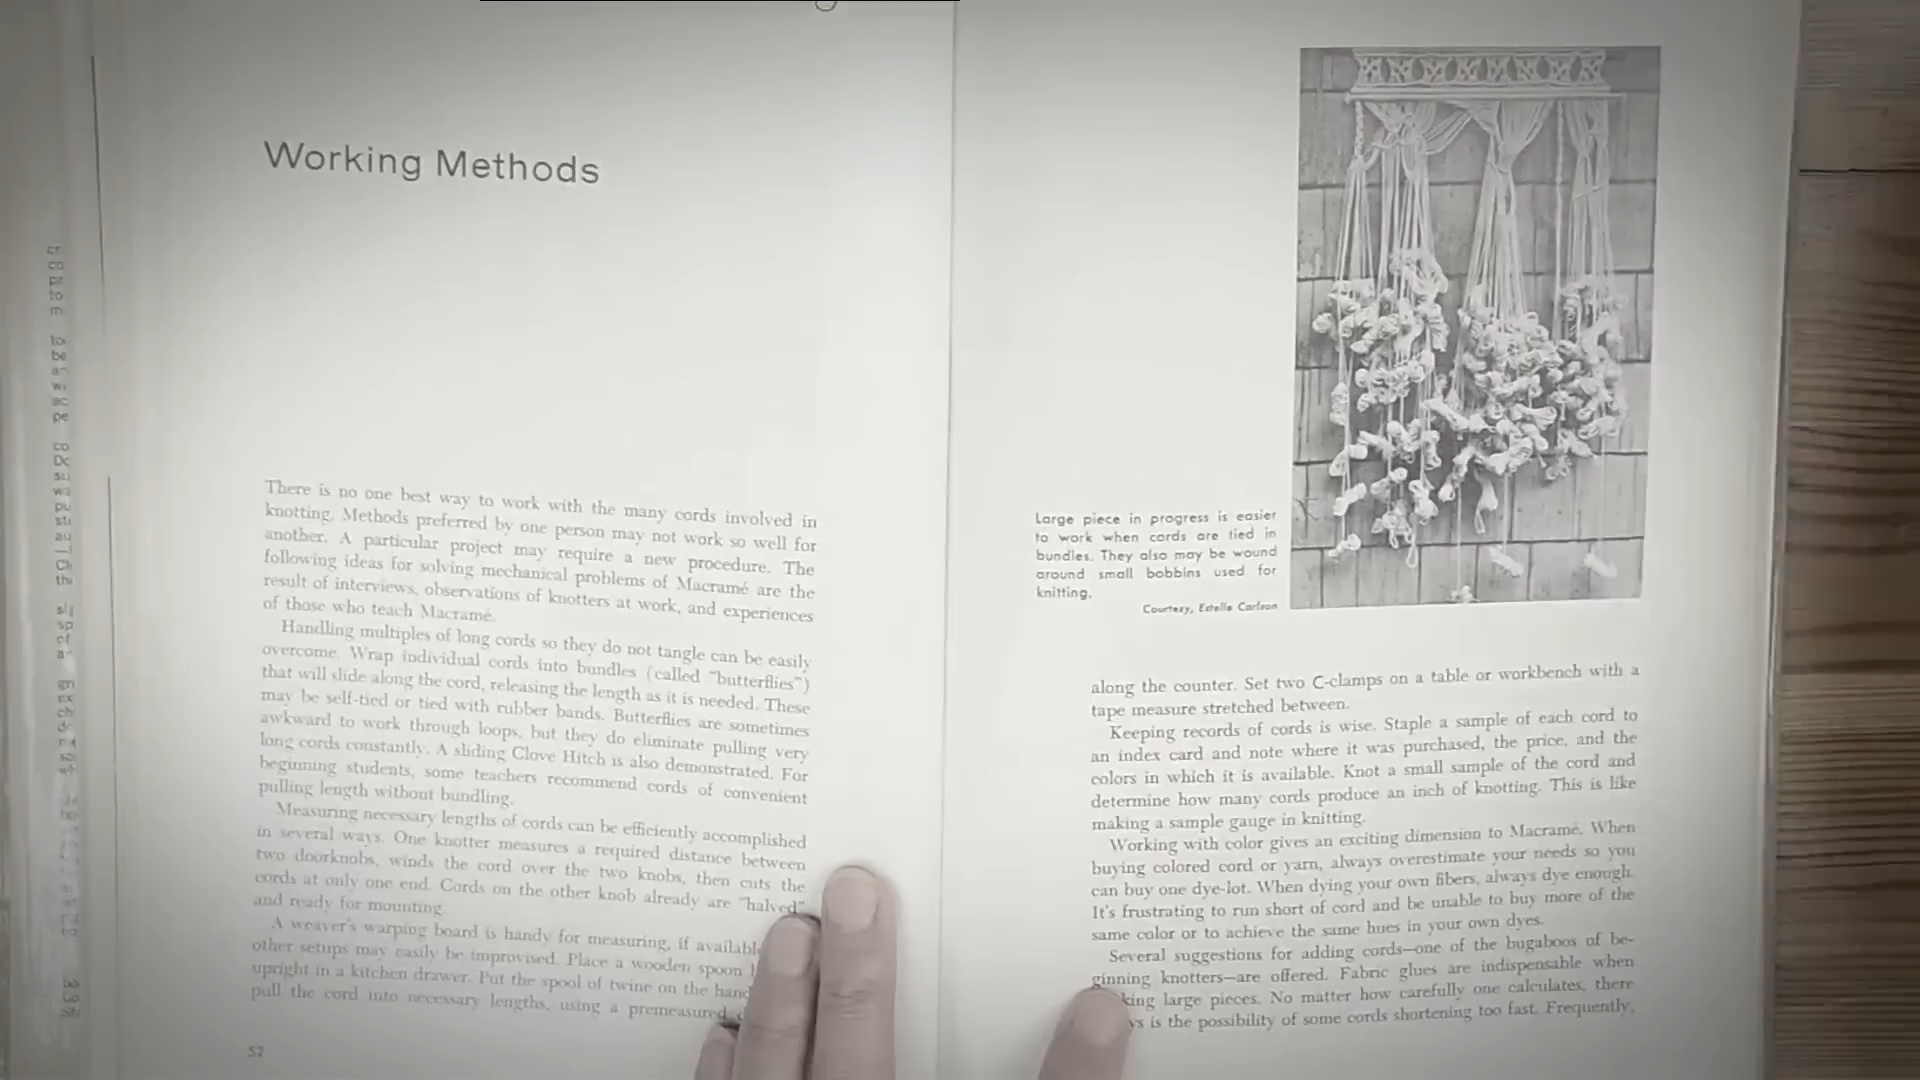 Working Methods
There is no one best way to work with the many cords involved in
knotting. Methods preferred by one person may not work so well for
another. A particular project may require a new procedure. The
following ideas for solving mechanical problems of Macramé are the
result of interviews, observations of knotters at work, and experiences
of those who teach Macramé.
Handling multiples of long cords so they do not tangle can be easily
overcome. Wrap individual cords into bundles (called "butterflies")
that will slide along the cord, releasing the length as it is needed. These
may be self-tied or tied with rubber bands. Butterflies are sometimes
awkward to work through loops, but they do eliminate pulling very
long cords constantly. A sliding Clove Hitch is also demonstrated. For
beginning students, some teachers recommend cords of convenient
pulling length without bundling.
Measuring necessary lengths of cords can be efficiently accomplished
in several ways. One knotter measures a required distance between
two doorknobs, winds the cord over the two knobs, then cuts the
cords at only one end. Cords on the other knob already are "halved"
and ready for mounting.
A weaver's warping board is handy for measuring, if
other setups may easily be improvised. Place a wooden spoon
upright in a kitchen drawer. Put the spool of twine on the
pull the cord into necessary lengths, using a premeasured
52
Large piece in progress is easier
to work when cords are tied in
bundles. They also may be wound
around small bobbins used for
knitting.
Courtesy, Estelle Carlson
along the counter. Set two C-clamps on a table or workbench with a
tape measure stretched between.
Keeping records of cords is wise. Staple a sample of each cord to
an index card and note where it was purchased, the price, and the
colors in which it is available. Knot a small sample of the cord and
determine how many cords produce an inch of knotting. This is like
making a sample gauge in knitting.
Working with color gives an exciting dimension to Macramé. When
buying colored cord or yarn, always overestimate your needs so you
can buy one dye-lot. When dying your own fibers, always dye enough.
It's frustrating to run short of cord and be unable to buy more of the
same color or to achieve the same hues in your own dyes.
Several suggestions for adding cords—one of the bugaboos of be-
ginning knotters—are offered. Fabric glues are indispensable when
king large pieces. No matter how carefully one calculates, there
is the possibility of some cords shortening too fast. Frequently,